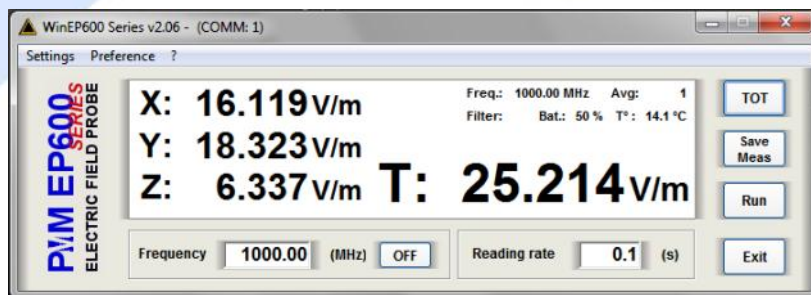 WinEP600 Series v2.06 - (COMM: 1)
Settings Preference ?
PMM EP600
SERIES
ELECTRIC FIELD PROBE
X: 16.119 V/m
Y: 18.323 V/m
Z: 6.337 V/m
Freq.: 1000.00 MHz Avg: 1
Filter: Bat.: 50 % T° : 14.1 °C
T: 25.214 V/m
TOT
Save
Meas
Run
Exit
Frequency 1000.00 (MHz) OFF
Reading rate 0.1 (s)